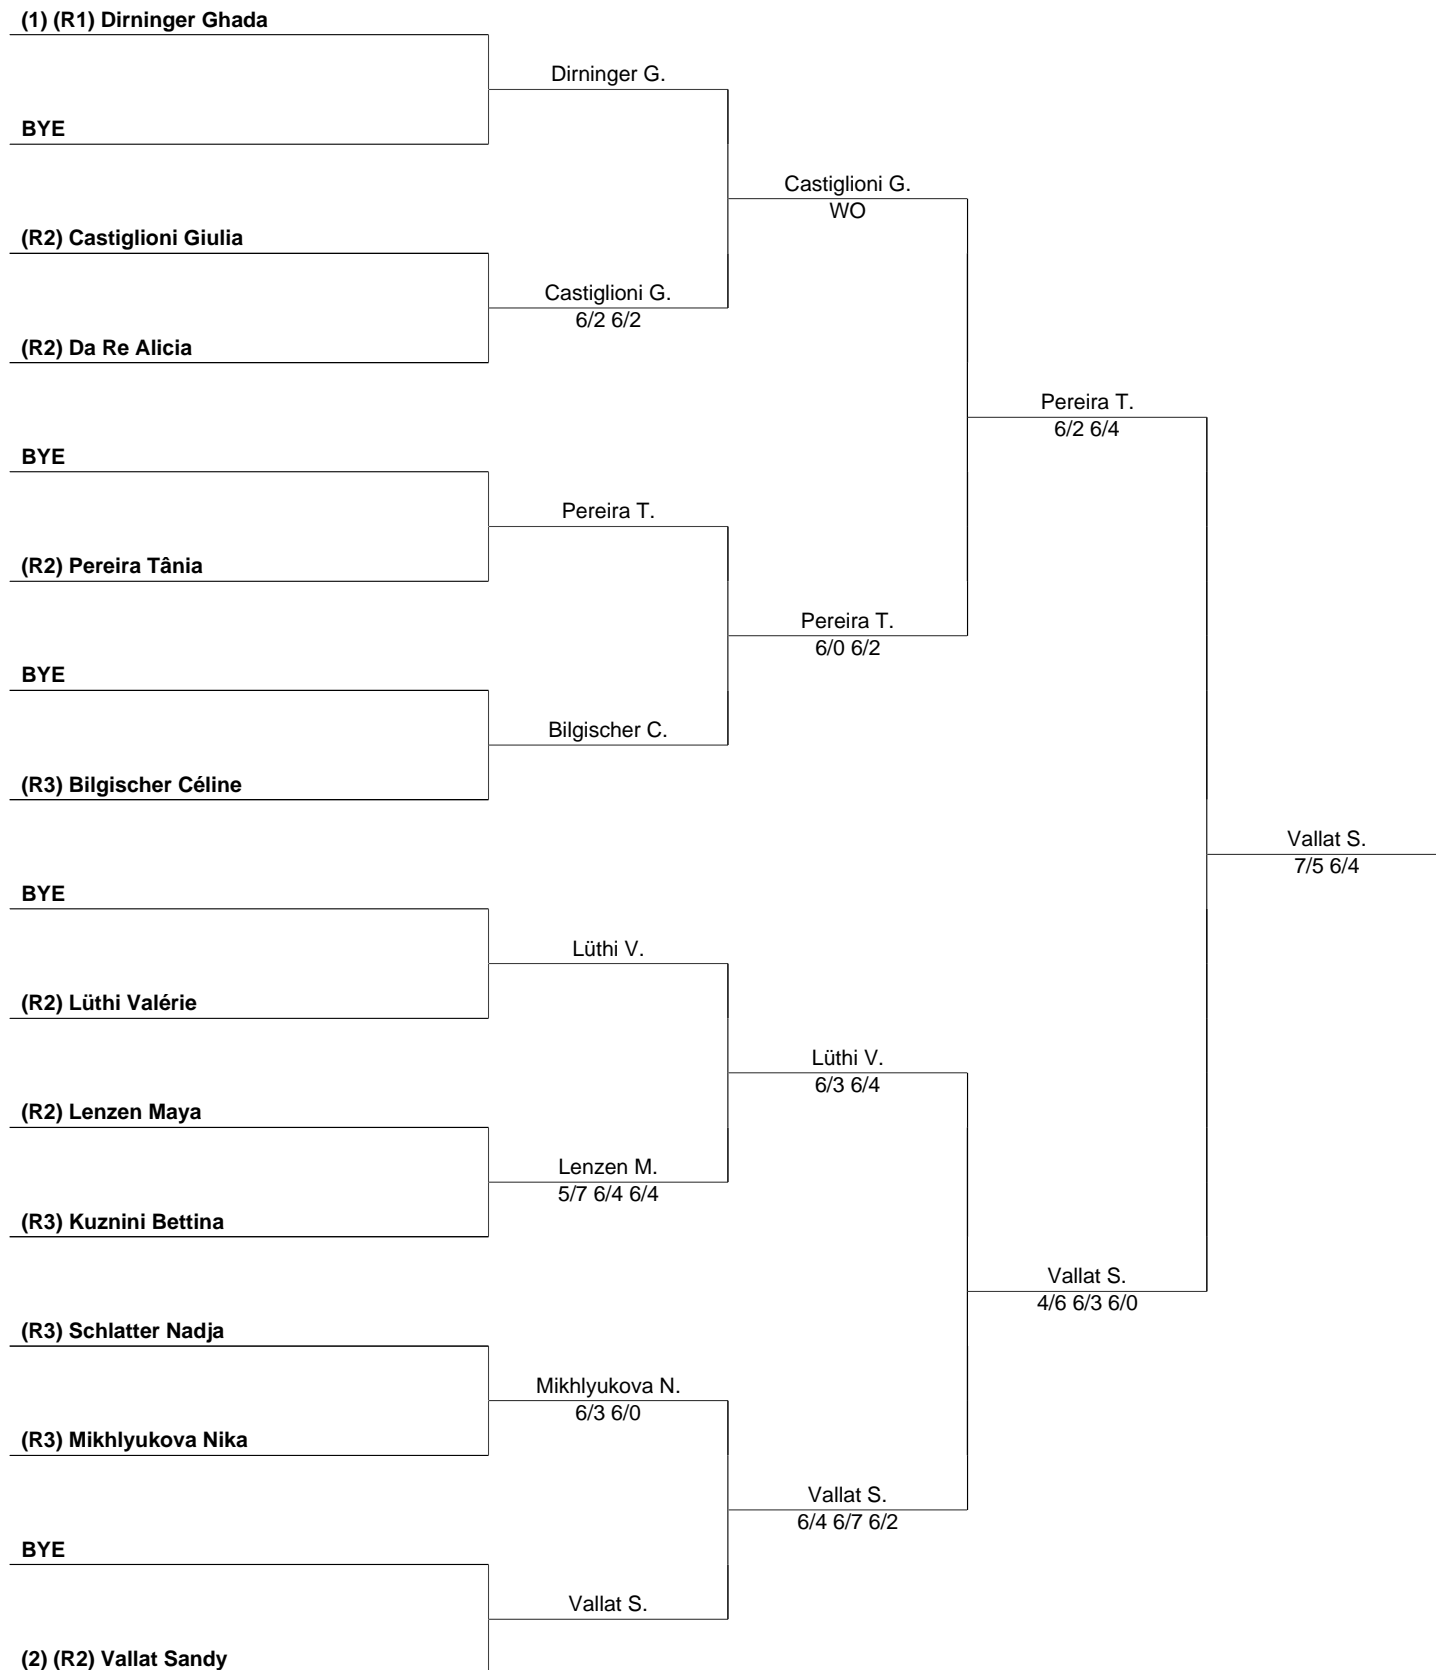 (1) (R1) Dirninger Ghada
Dirninger G.
BYE
Castiglioni G.
WO
(R2) Castiglioni Giulia
Castiglioni G.
6/2 6/2
(R2) Da Re Alicia
Pereira T.
6/2 6/4
BYE
Pereira T.
(R2) Pereira Tânia
Pereira T.
6/0 6/2
BYE
Bilgischer C.
(R3) Bilgischer Céline
Vallat S.
7/5 6/4
BYE
Lüthi V.
(R2) Lüthi Valérie
Lüthi V.
6/3 6/4
(R2) Lenzen Maya
Lenzen M.
5/7 6/4 6/4
(R3) Kuznini Bettina
Vallat S.
4/6 6/3 6/0
(R3) Schlatter Nadja
Mikhlyukova N.
6/3 6/0
(R3) Mikhlyukova Nika
Vallat S.
6/4 6/7 6/2
BYE
Vallat S.
(2) (R2) Vallat Sandy